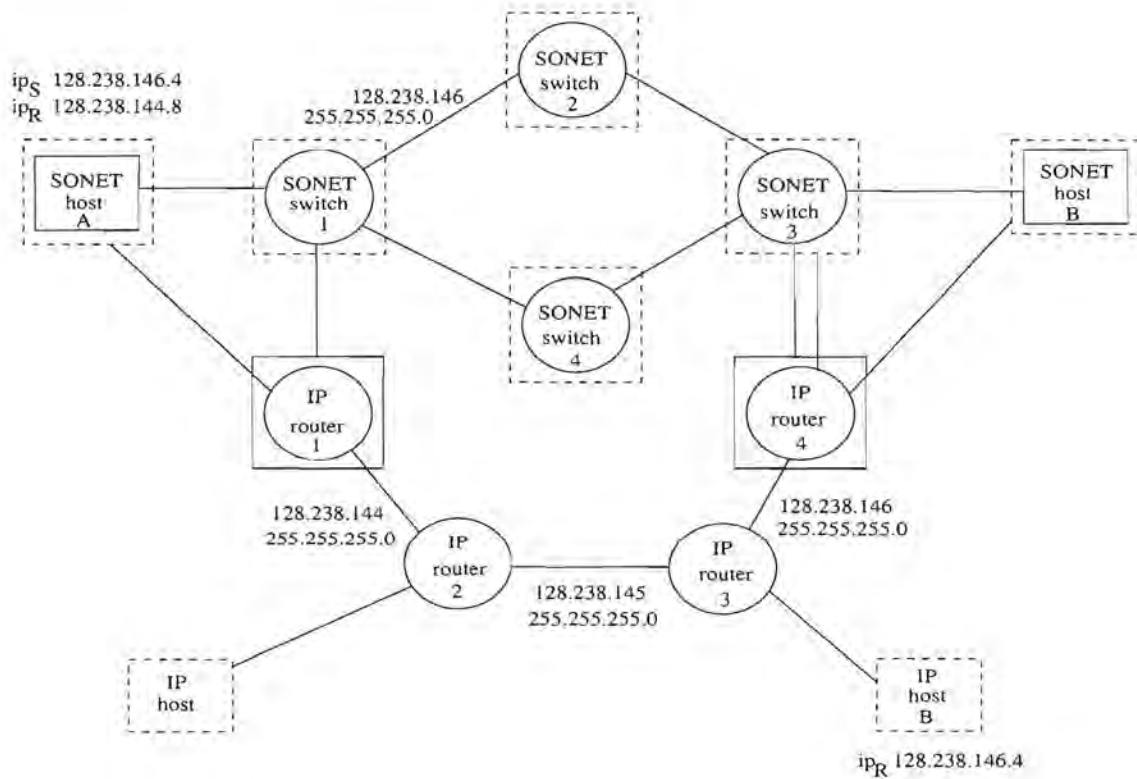 SONET
switch
2
ipS 128.238.146.4
ipR 128.238.144.8
128.238.146
255.255.255.0
SONET
host
A
SONET
switch
1
SONET
switch
3
SONET
host
B
SONET
switch
4
IP
router
1
IP
router
4
128.238.144
255.255.255.0
128.238.146
255.255.255.0
IP
router
2
IP
router
3
128.238.145
255.255.255.0
IP
host
IP
host
B
ipR 128.238.146.4